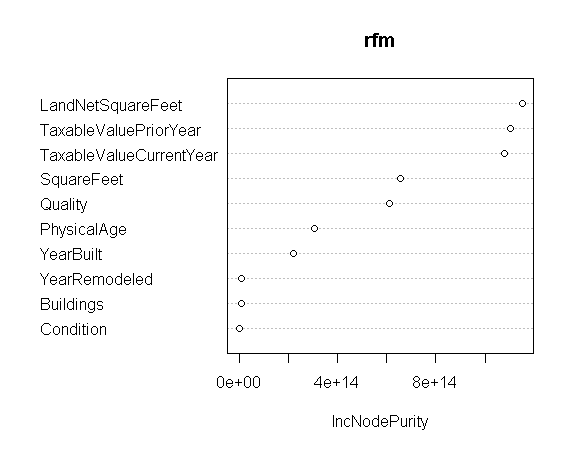 rfm
LandNetSquareFeet
TaxableValuePriorYear
TaxableValueCurrentYear
SquareFeet
Quality
PhysicalAge
YearBuilt
YearRemodeled
Buildings
Condition
0e+00 4e+14 8e+14
IncNodePurity